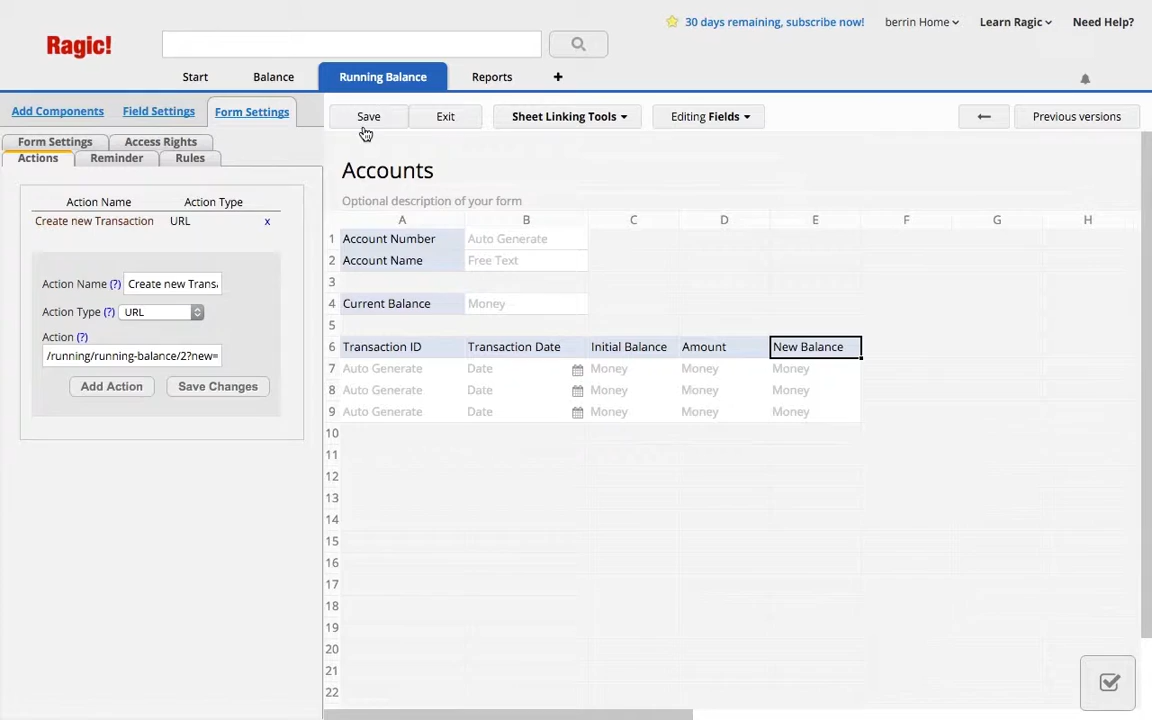 30 days remaining, subscribe now!
berrin Home
Learn Ragic
Need Help?
Ragic!
Start
Balance
Running Balance
Reports
+
Add Components
Field Settings
Form Settings
Save
Exit
Sheet Linking Tools
Editing Fields
Previous versions
Form Settings
Access Rights
Actions
Reminder
Rules
Action Name
Action Type
Create new Transaction
URL
x
Action Name (?)
Create new Trans
Action Type (?)
URL
Action (?)
/running/running-balance/2?new=
Add Action
Save Changes
Accounts
Optional description of your form
A B C D E F G H
1 Account Number Auto Generate
2 Account Name Free Text
3
4 Current Balance Money
5
6 Transaction ID Transaction Date Initial Balance Amount New Balance
7 Auto Generate Date Money Money Money
8 Auto Generate Date Money Money Money
9 Auto Generate Date Money Money Money
10
11
12
13
14
15
16
17
18
19
20
21
22